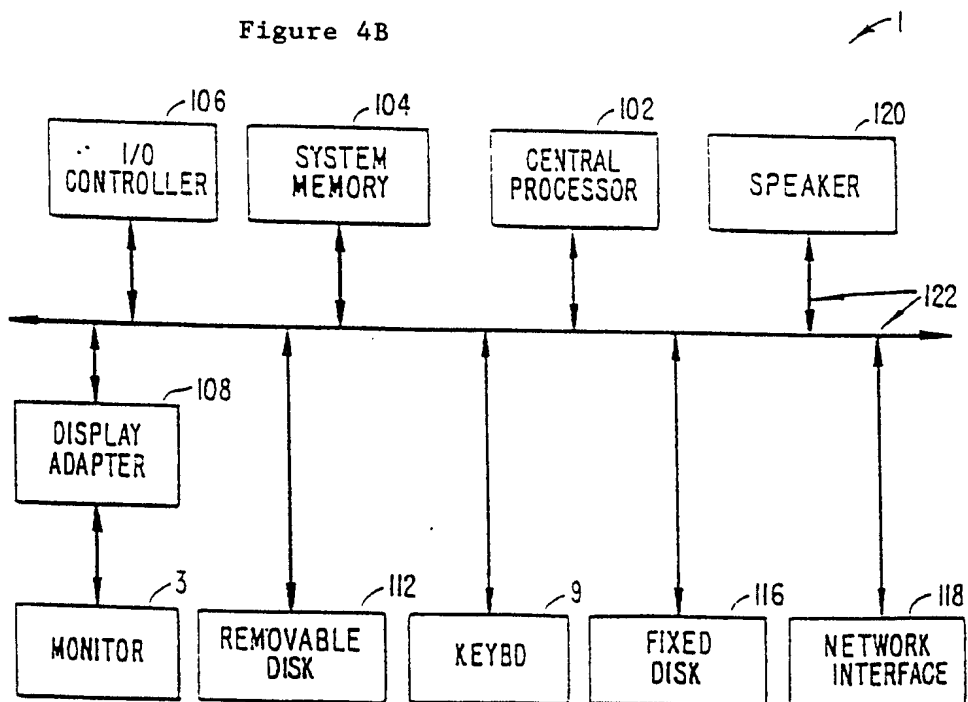 Figure 4B
1
106
104
102
120
I/O
CONTROLLER
SYSTEM
MEMORY
CENTRAL
PROCESSOR
SPEAKER
122
108
DISPLAY
ADAPTER
3
112
9
116
118
MONITOR
REMOVABLE
DISK
KEYBD
FIXED
DISK
NETWORK
INTERFACE